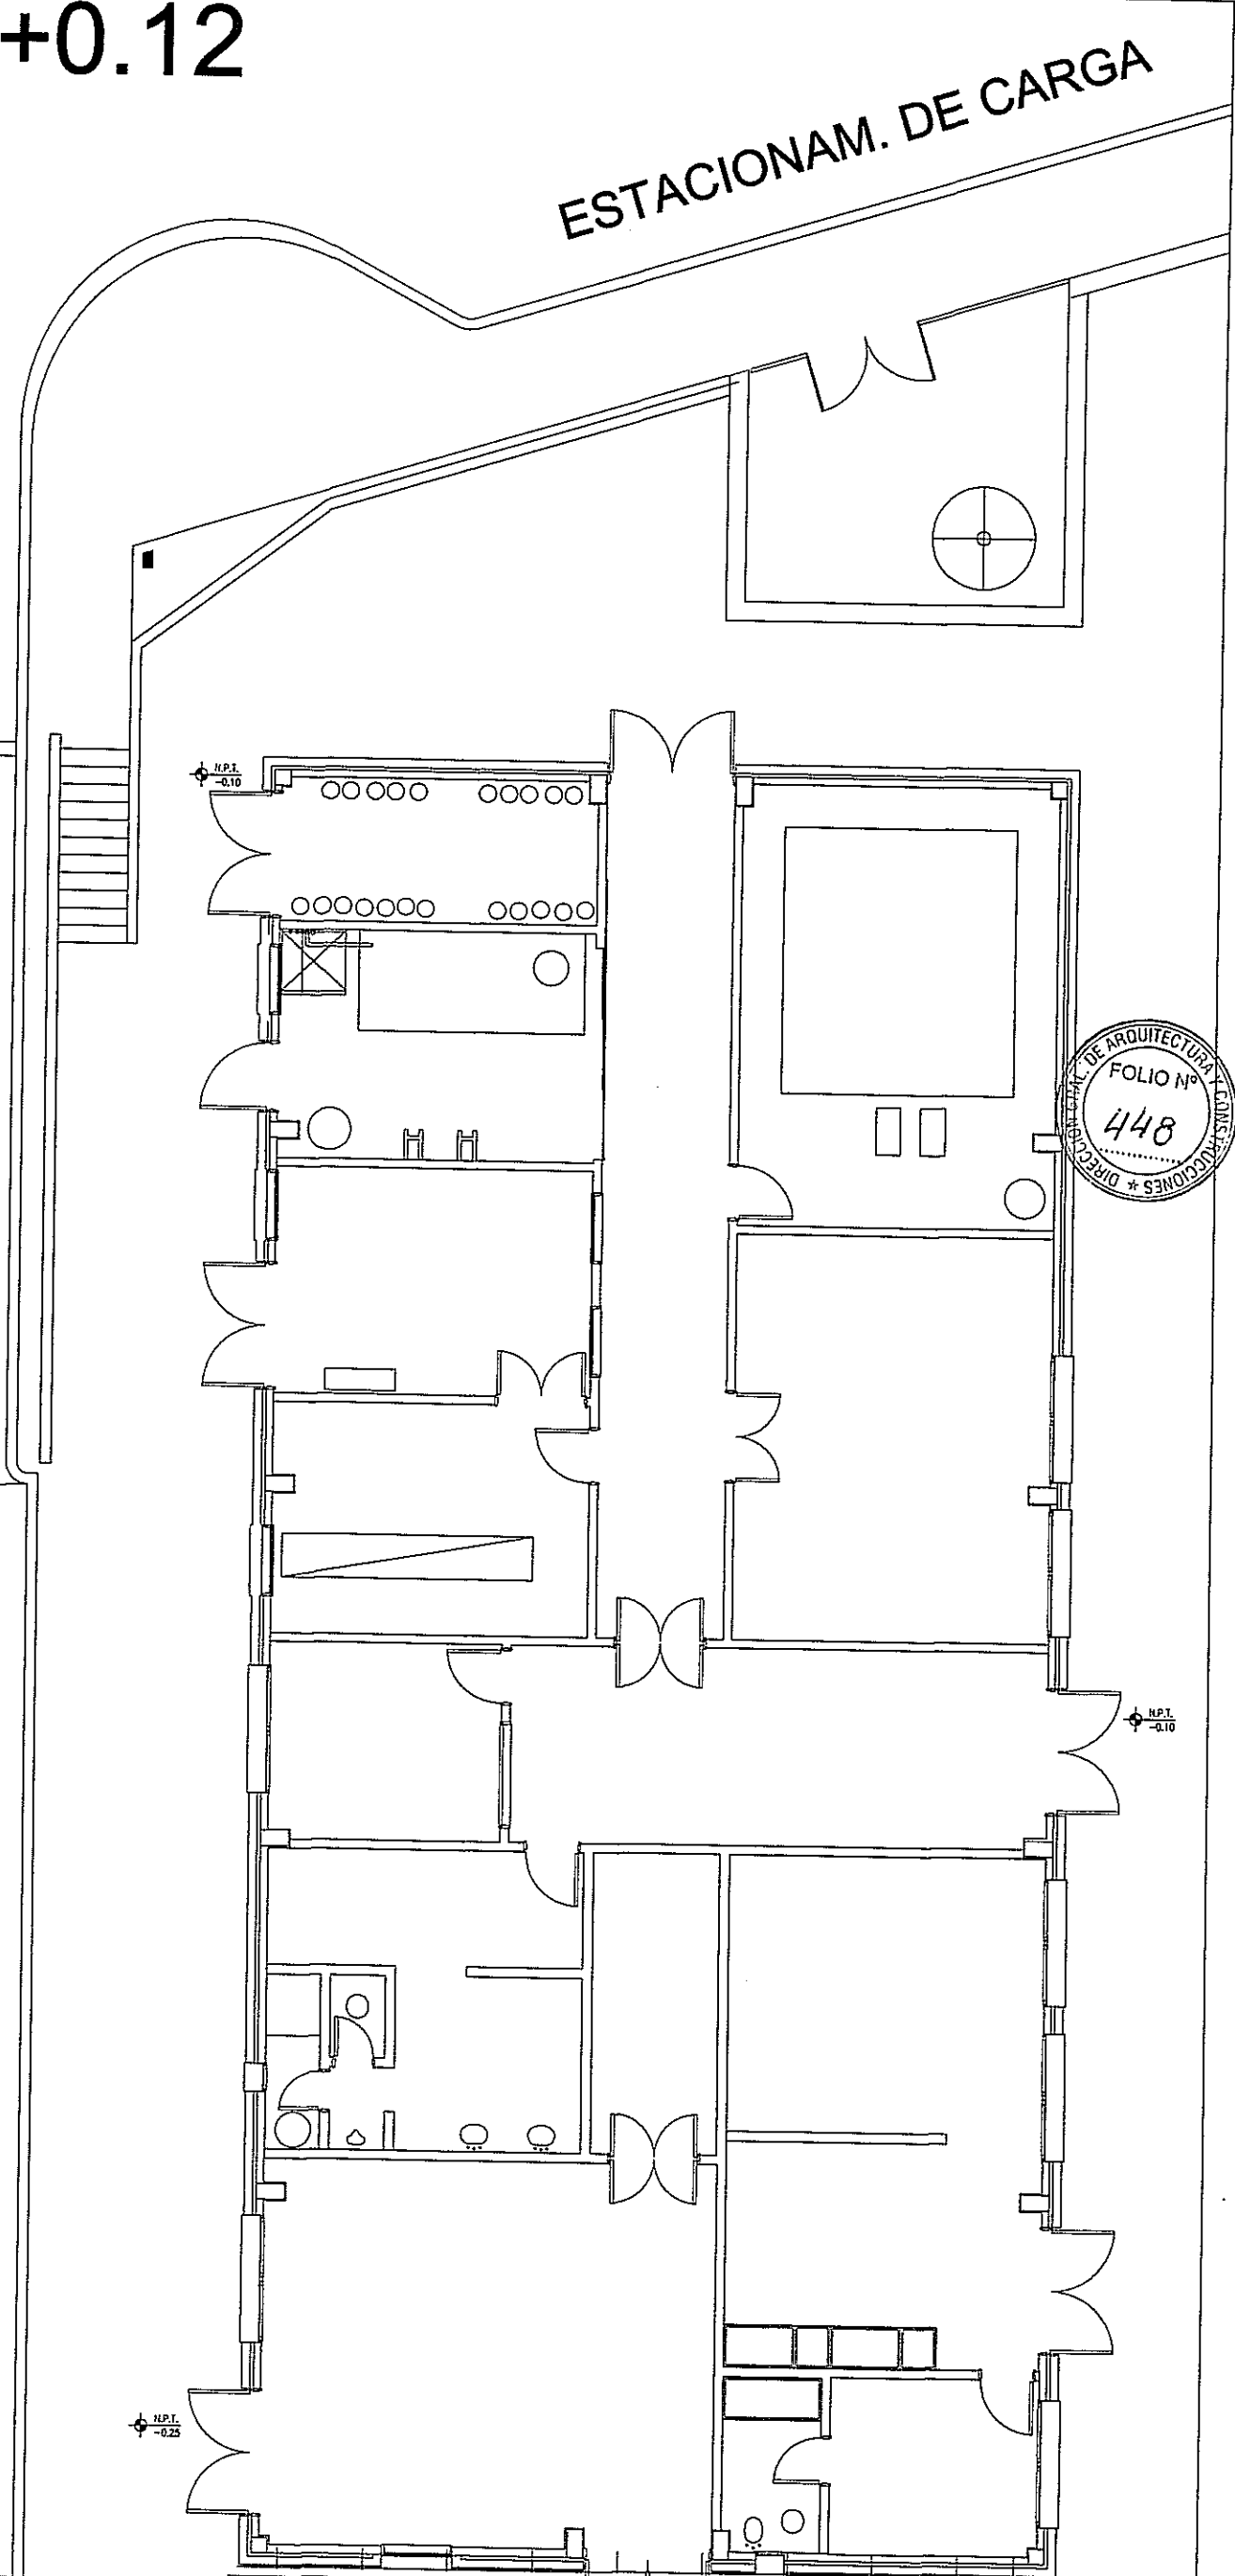 +0.12
ESTACIONAM. DE CARGA
N.P.T.
-0.10
DIRECCION GRAL. DE ARQUITECTURA Y CONSTRUCCIONES *
FOLIO Nº
448
N.P.T.
-0.10
N.P.T.
-0.25